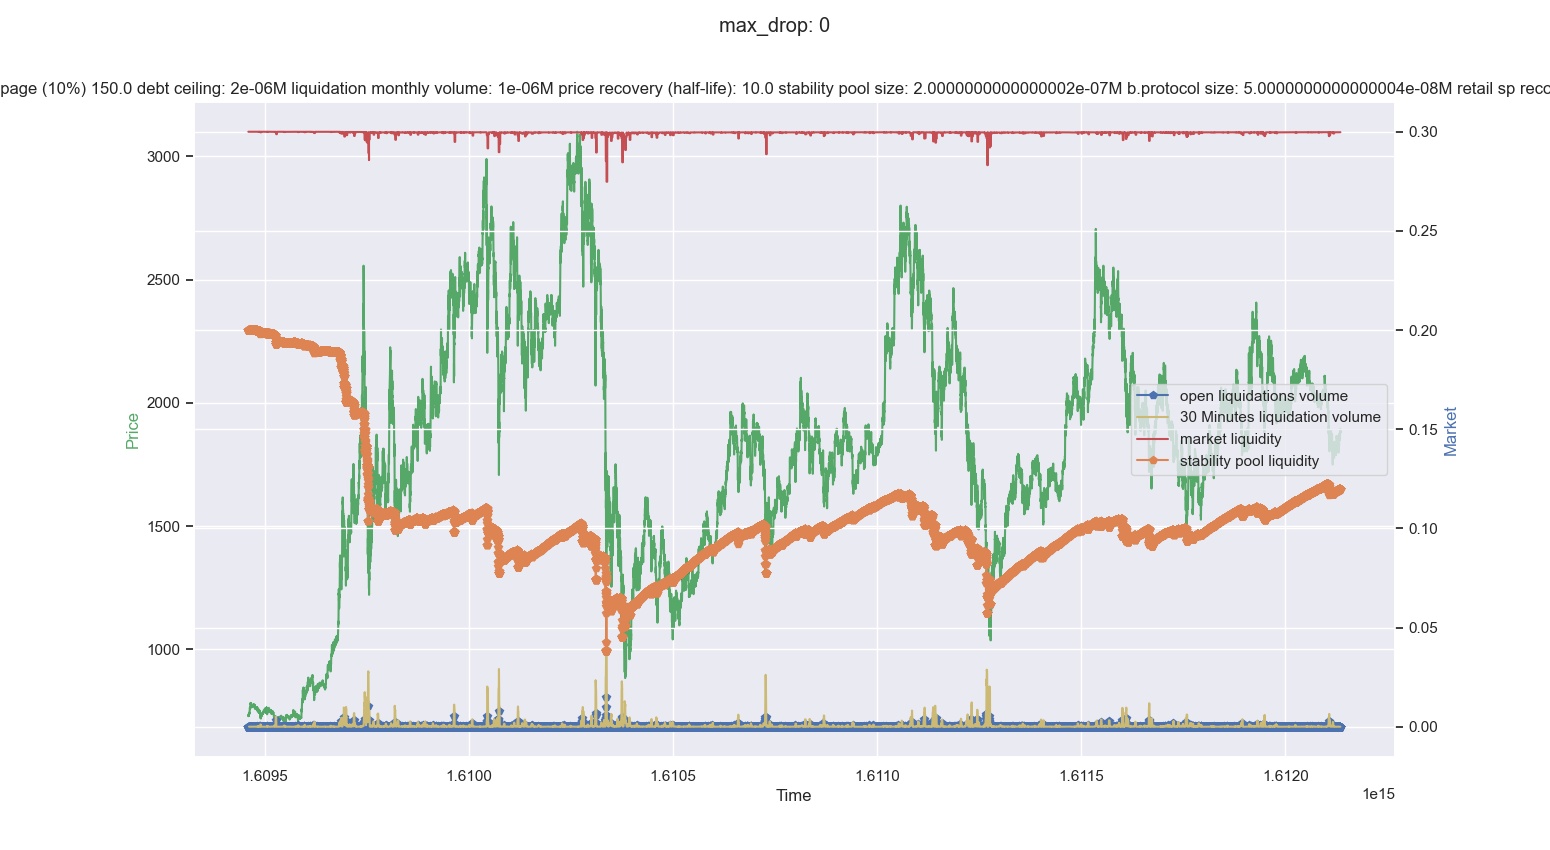 max_drop: 0
page (10%) 150.0 debt ceiling: 2e-06M liquidation monthly volume: 1e-06M price recovery (half-life): 10.0 stability pool size: 2.0000000000000002e-07M b.protocol size: 5.0000000000000004e-08M retail sp reco
3000
2500
2000
1500
1000
Price
0.30
0.25
0.20
0.15
0.10
0.05
0.00
Market
open liquidations volume
30 Minutes liquidation volume
market liquidity
stability pool liquidity
1.6095
1.6100
1.6105
1.6110
1.6115
1.6120
1e15
Time